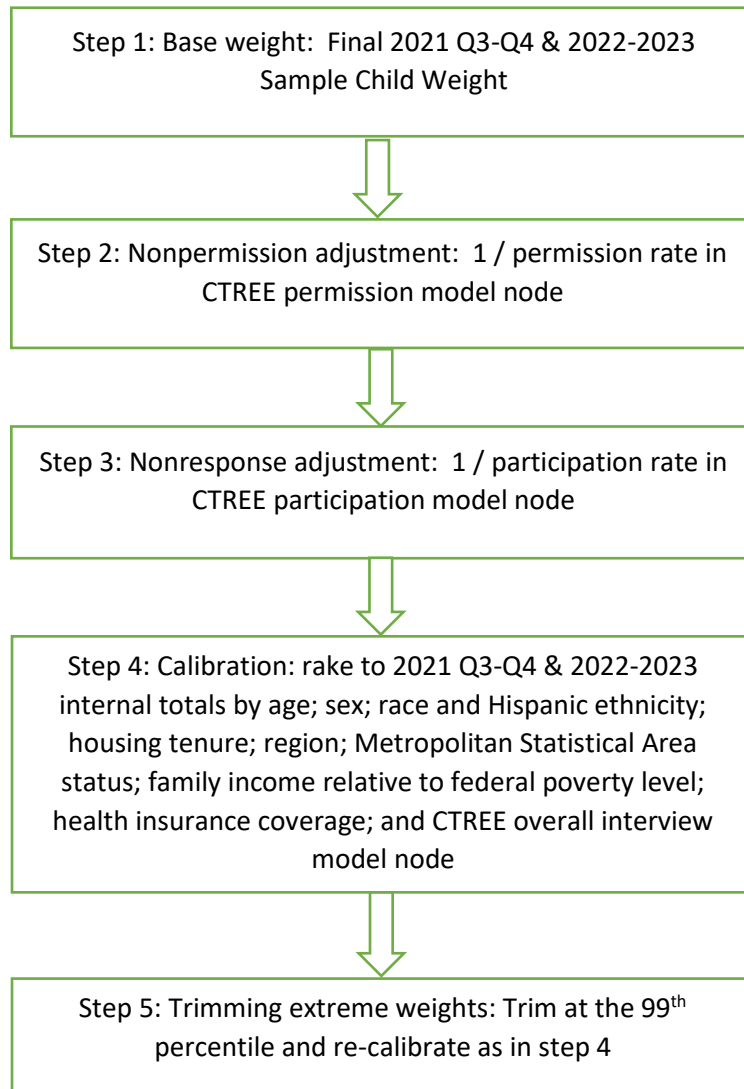 Step 1: Base weight:  Final 2021 Q3-Q4 & 2022-2023
Sample Child Weight
Step 2: Nonpermission adjustment:  1 / permission rate in
CTREE permission model node
Step 3: Nonresponse adjustment:  1 / participation rate in
CTREE participation model node
Step 4: Calibration: rake to 2021 Q3-Q4 & 2022-2023
internal totals by age; sex; race and Hispanic ethnicity;
housing tenure; region; Metropolitan Statistical Area
status; family income relative to federal poverty level;
health insurance coverage; and CTREE overall interview
model node
Step 5: Trimming extreme weights: Trim at the 99th
percentile and re-calibrate as in step 4